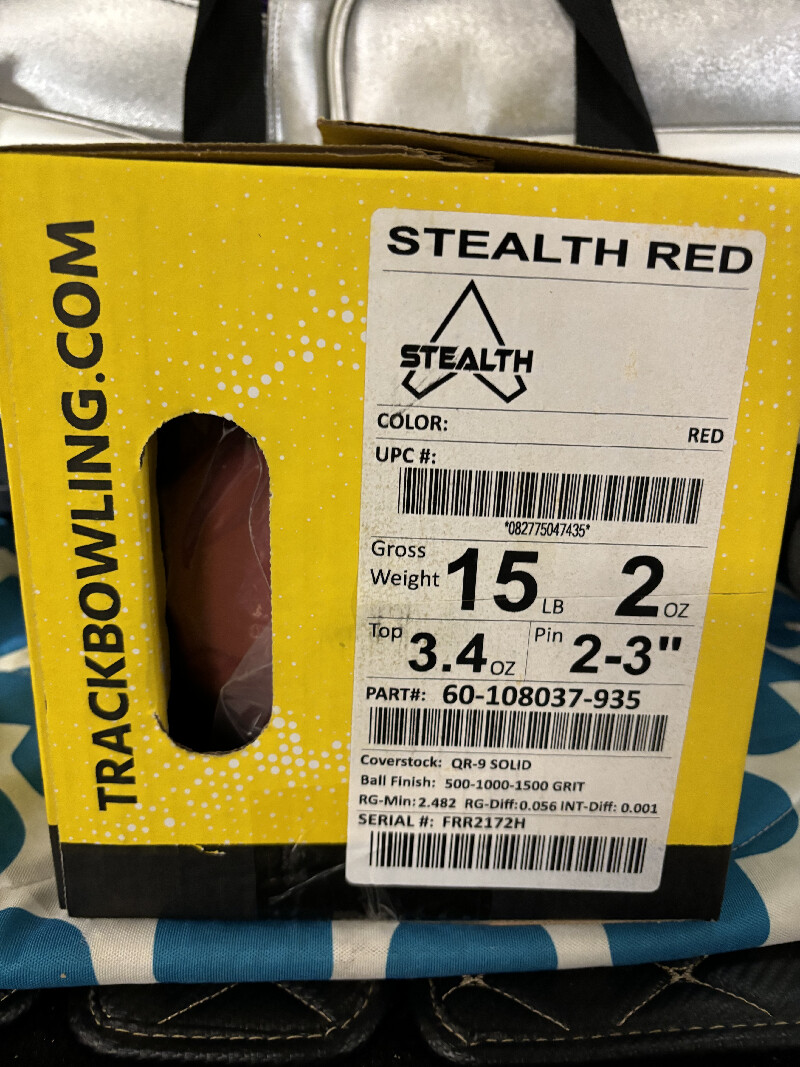 TRACKBOWLING.COM
STEALTH RED
STEALTH
COLOR: RED
UPC #:
*082775047435*
Gross Weight 15 LB 2 OZ
Top 3.4 OZ Pin 2-3"
PART#: 60-108037-935
Coverstock: QR-9 SOLID
Ball Finish: 500-1000-1500 GRIT
RG-Min: 2.482 RG-Diff: 0.056 INT-Diff: 0.001
SERIAL #: FRR2172H